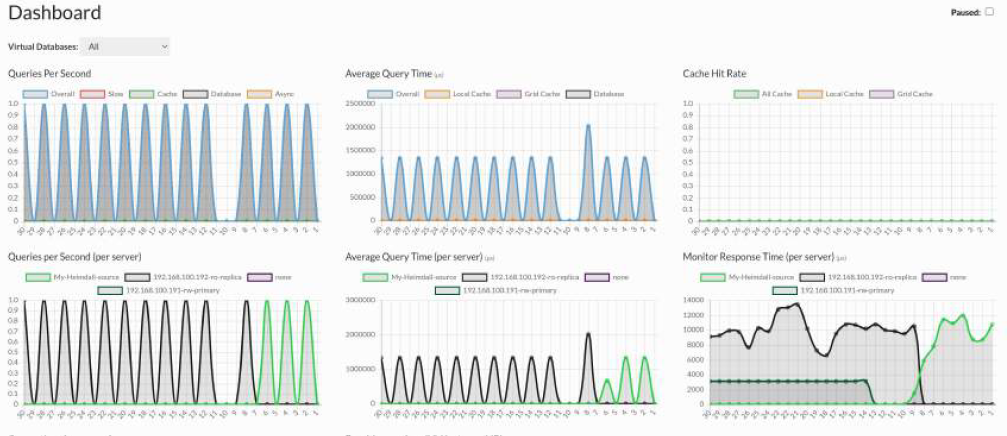 Dashboard
Paused:
Virtual Databases: All
Queries Per Second
Overall Slow Cache Database Async
1.0
0.9
0.8
0.7
0.6
0.5
0.4
0.3
0.2
0.1
0
30 29 28 27 26 25 24 23 22 21 20 19 18 17 16 15 14 13 12 11 10 9 8 7 6 5 4 3 2 1
Average Query Time (μs)
Overall Local Cache Grid Cache Database
2500000
2000000
1500000
1000000
500000
0
30 29 28 27 26 25 24 23 22 21 20 19 18 17 16 15 14 13 12 11 10 9 8 7 6 5 4 3 2 1
Cache Hit Rate
All Cache Local Cache Grid Cache
1.0
0.9
0.8
0.7
0.6
0.5
0.4
0.3
0.2
0.1
0
30 29 28 27 26 25 24 23 22 21 20 19 18 17 16 15 14 13 12 11 10 9 8 7 6 5 4 3 2 1
Queries per Second (per server)
My-Heimdall-source 192.168.100.192-ro-replica none
192.168.100.191-rw-primary
1.0
0.9
0.8
0.7
0.6
0.5
0.4
0.3
0.2
0.1
0
30 29 28 27 26 25 24 23 22 21 20 19 18 17 16 15 14 13 12 11 10 9 8 7 6 5 4 3 2 1
Average Query Time (per server) (μs)
My-Heimdall-source 192.168.100.192-ro-replica none
192.168.100.191-rw-primary
3000000
2000000
1000000
0
30 29 28 27 26 25 24 23 22 21 20 19 18 17 16 15 14 13 12 11 10 9 8 7 6 5 4 3 2 1
Monitor Response Time (per server) (μs)
My-Heimdall-source 192.168.100.192-ro-replica none
192.168.100.191-rw-primary
14000
12000
10000
8000
6000
4000
2000
0
30 29 28 27 26 25 24 23 22 21 20 19 18 17 16 15 14 13 12 11 10 9 8 7 6 5 4 3 2 1